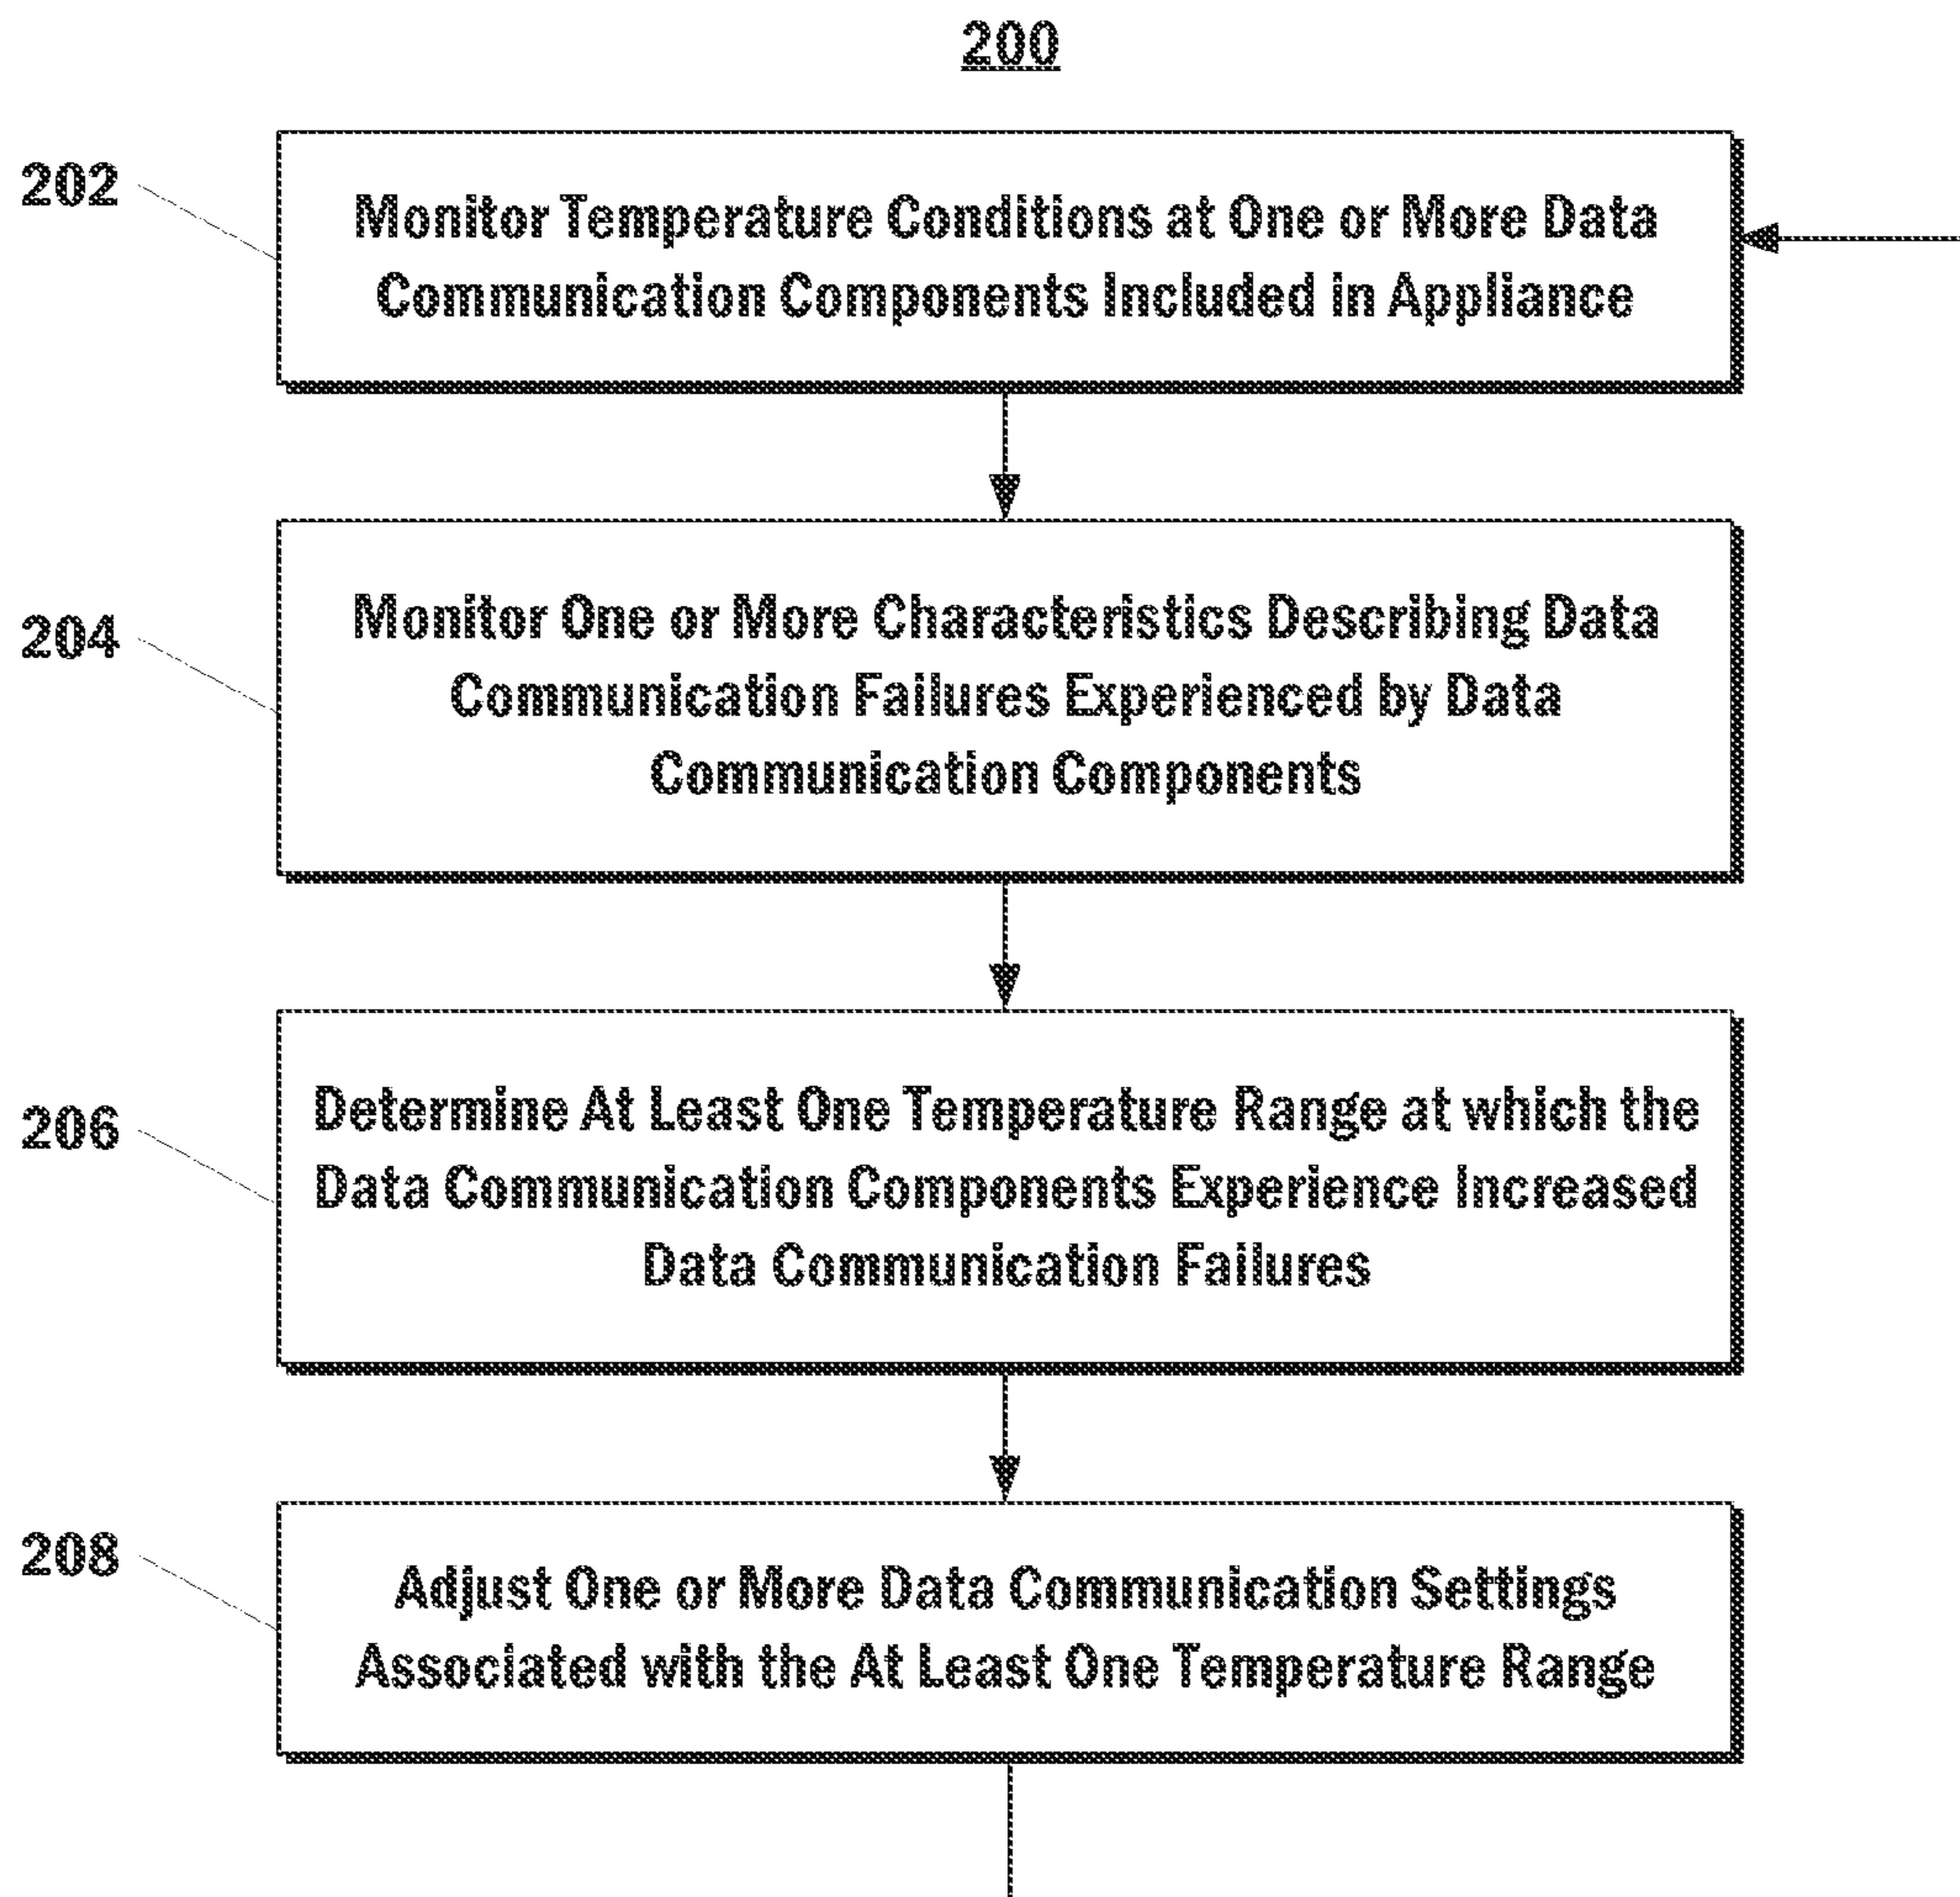 200
202
Monitor Temperature Conditions at One or More Data
Communication Components Included in Appliance
204
Monitor One or More Characteristics Describing Data
Communication Failures Experienced by Data
Communication Components
206
Determine At Least One Temperature Range at which the
Data Communication Components Experience Increased
Data Communication Failures
208
Adjust One or More Data Communication Settings
Associated with the At Least One Temperature Range